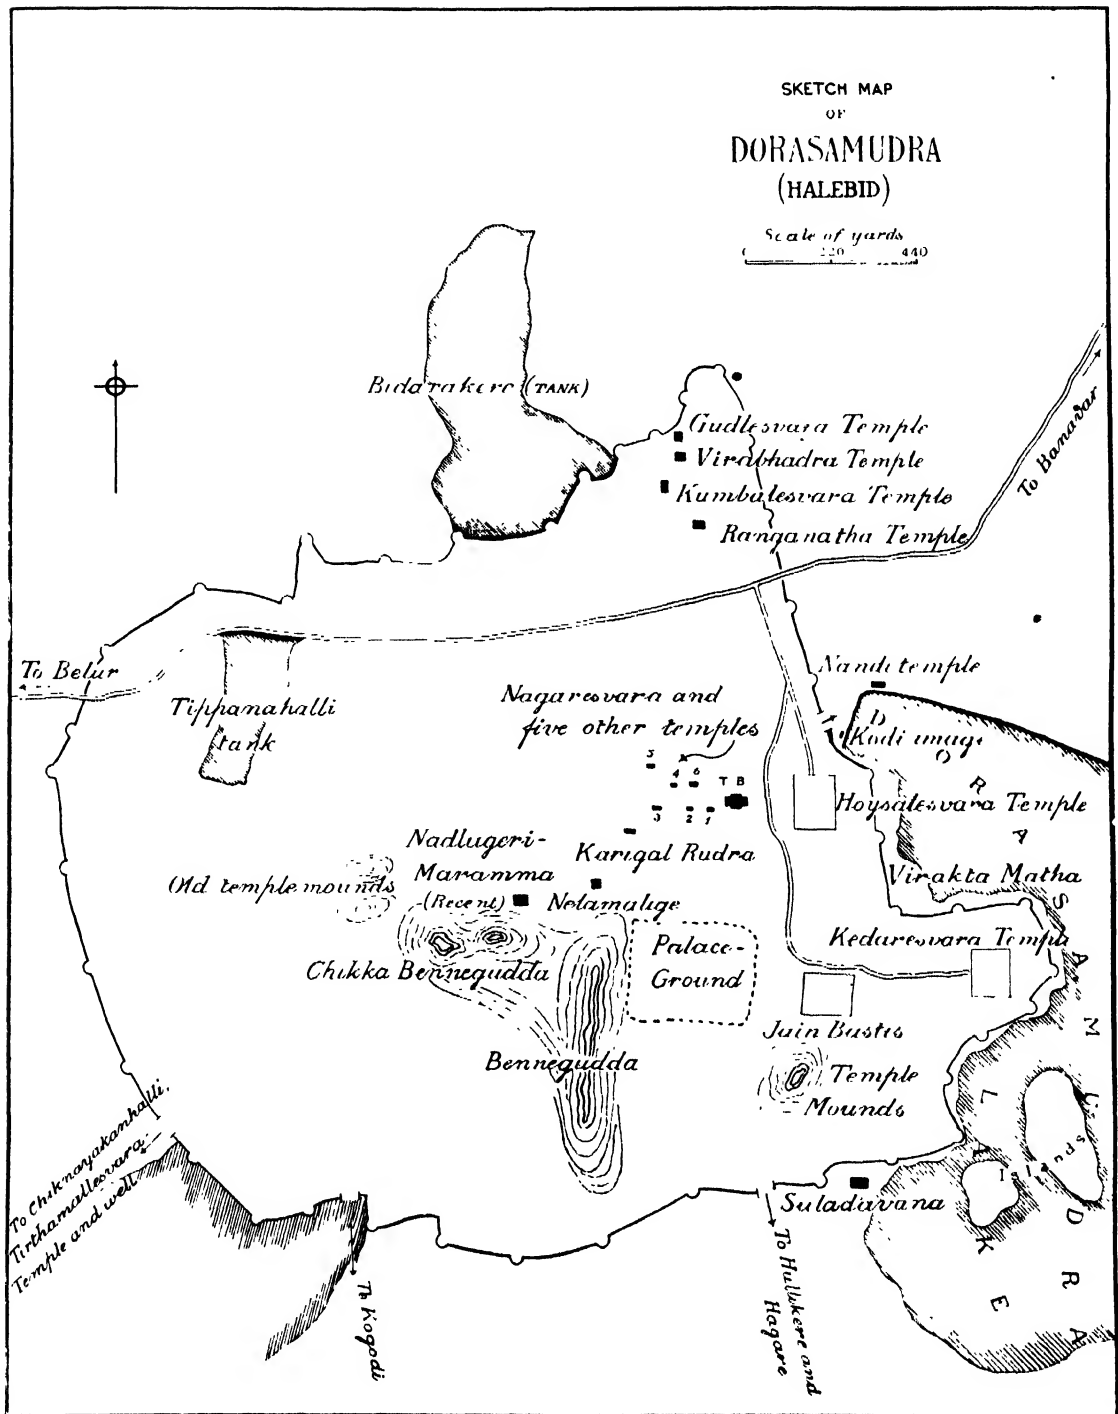 SKETCH MAP
OF
DORASAMUDRA
(HALEBID)
Scale of yards
220 440
Bidarakere (TANK)
To Banavar
Gudlesvara Temple
Virabhadra Temple
Kumbalesvara Temple
Ranganatha Temple
To Belur
Tippanahalli
tank
Nandi temple
Nagaresvara and
five other temples
Kodi
5
4 6
T B
3 2 1
Hoysalesvara Temple
Karigal Rudra
Nadlugeri-
Maramma
(Recent)
Old temple mounds
Nelamalige
Virakta Matha
Palace-
Ground
Kedaresvara Temple
Chikka Bennegudda
Jain Bastis
Bennegudda
Temple
Mounds
DORASAMUDRA
LAKE
Islands
Suladavana
To Chiknayakanhalli,
Tirthamallesvara
Temple and well
To Kogodi
To Hullikere and
Hagare